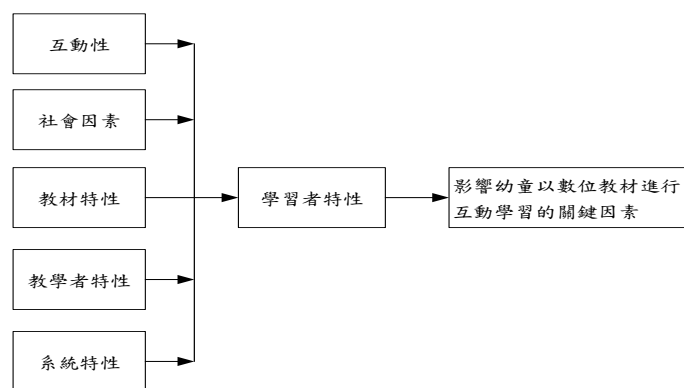 互動性
社會因素
教材特性
教學者特性
系統特性
學習者特性
影響幼童以數位教材進行
互動學習的關鍵因素